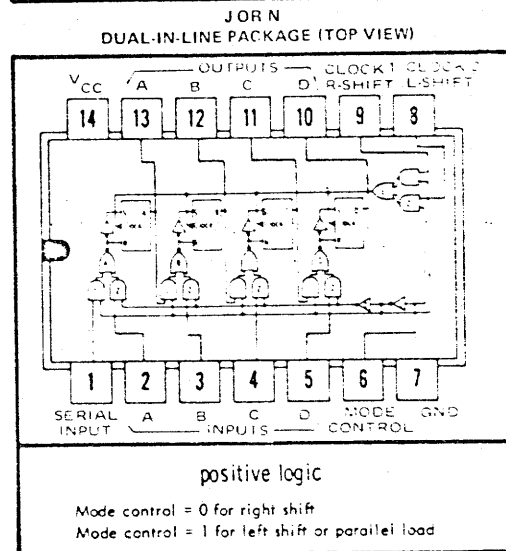 J OR N
DUAL-IN-LINE PACKAGE (TOP VIEW)
OUTPUTS CLOCK 1 CLOCK 2
VCC A B C D R-SHIFT L-SHIFT
14 13 12 11 10 9 8
1 2 3 4 5 6 7
SERIAL INPUT A B C D MODE CONTROL GND
INPUTS
positive logic
Mode control = 0 for right shift
Mode control = 1 for left shift or parallel load